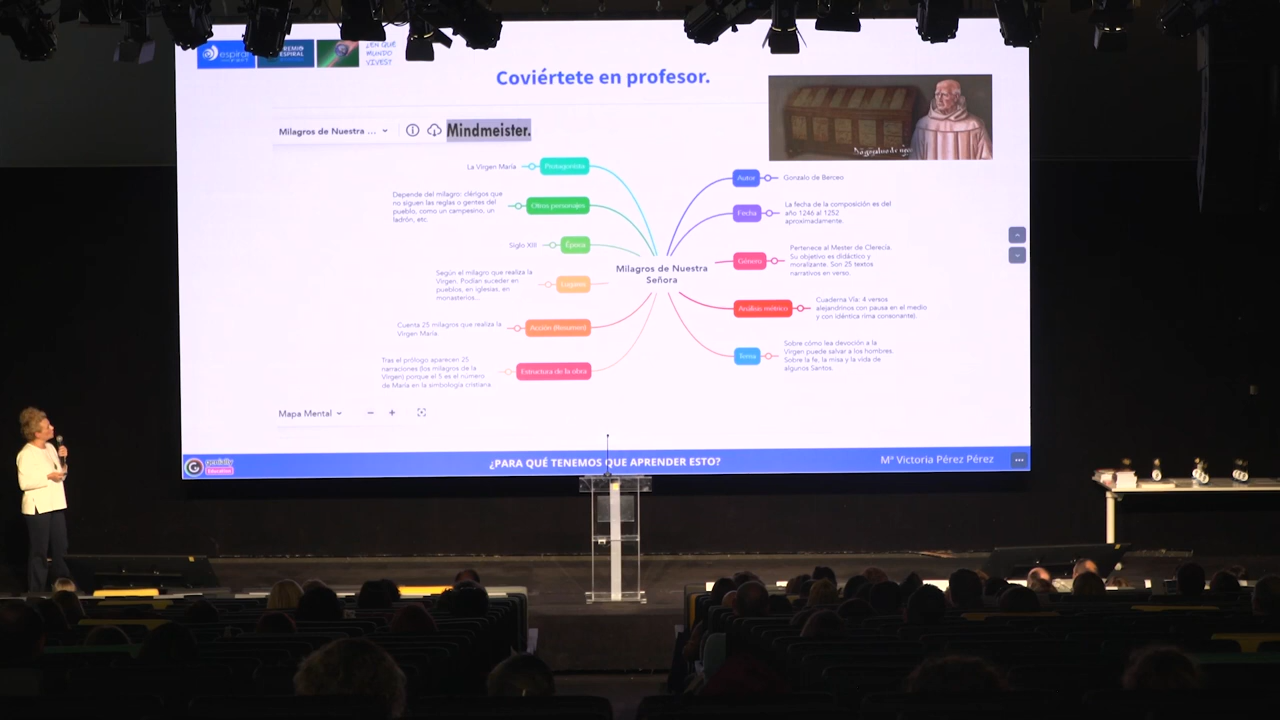 espiral
PREMIO
ESPIRAL
¿EN QUÉ
MUNDO
VIVES?
Coviértete en profesor.
Milagros de Nuestra ...
Mindmeister.
La Virgen María
Protagonista
Depende del milagro: clérigos que
no siguen las reglas o gentes del
pueblo, como un campesino, un
ladrón, etc.
Otros personajes
Siglo XIII
Época
Según el milagro que realiza la
Virgen. Podían suceder en
pueblos, en iglesias, en
monasterios...
Lugares
Cuenta 25 milagros que realiza la
Virgen María
Acción (Resumen)
Tras el prólogo aparecen 25
narraciones (los milagros de la
Virgen) porque el 5 es el número
de María en la simbología cristiana.
Estructura de la obra
Milagros de Nuestra
Señora
Autor
Gonzalo de Berceo
Fecha
La fecha de la composición es del
año 1246 al 1252
aproximadamente.
Género
Pertenece al Mester de Clerecía.
Su objetivo es didáctico y
moralizante. Son 25 textos
narrativos en verso.
Análisis métrico
Cuaderna Vía: 4 versos
alejandrinos con pausa en el medio
y con idéntica rima consonante).
Tema
Sobre cómo lea devoción a la
Virgen puede salvar a los hombres.
Sobre la fe, la misa y la vida de
algunos Santos.
Mapa Mental
genially
Education
¿PARA QUÉ TENEMOS QUE APRENDER ESTO?
Mª Victoria Pérez Pérez